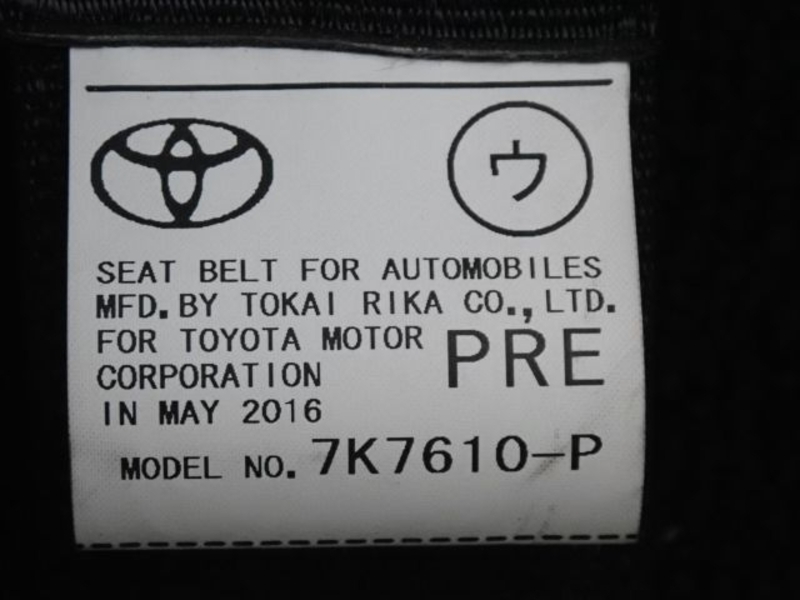 ウ
SEAT BELT FOR AUTOMOBILES
MFD. BY TOKAI RIKA CO., LTD.
FOR TOYOTA MOTOR
CORPORATION
PRE
IN MAY 2016
MODEL NO. 7K7610-P